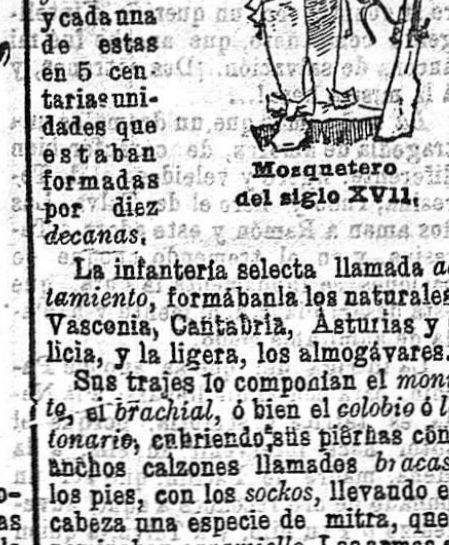 y cada una
de estas
en 5 cen-
tarias uni-
dades que
estaban
formadas
por diez
decanas.
Mosquetero
del siglo XVII.
La infantería selecta llamada
tamiento, formábanla los naturales
Vasconia, Cantabria, Asturias y
licia, y la ligera, los almogávares.
Sus trajes lo componían el mon
to, el brachial, ó bien el colobio ó l
tonario, cubriendo sus piernas con
anchos calzones llamados bracas
los pies, con los sockos, llevando e
cabeza una especie de mitra, que